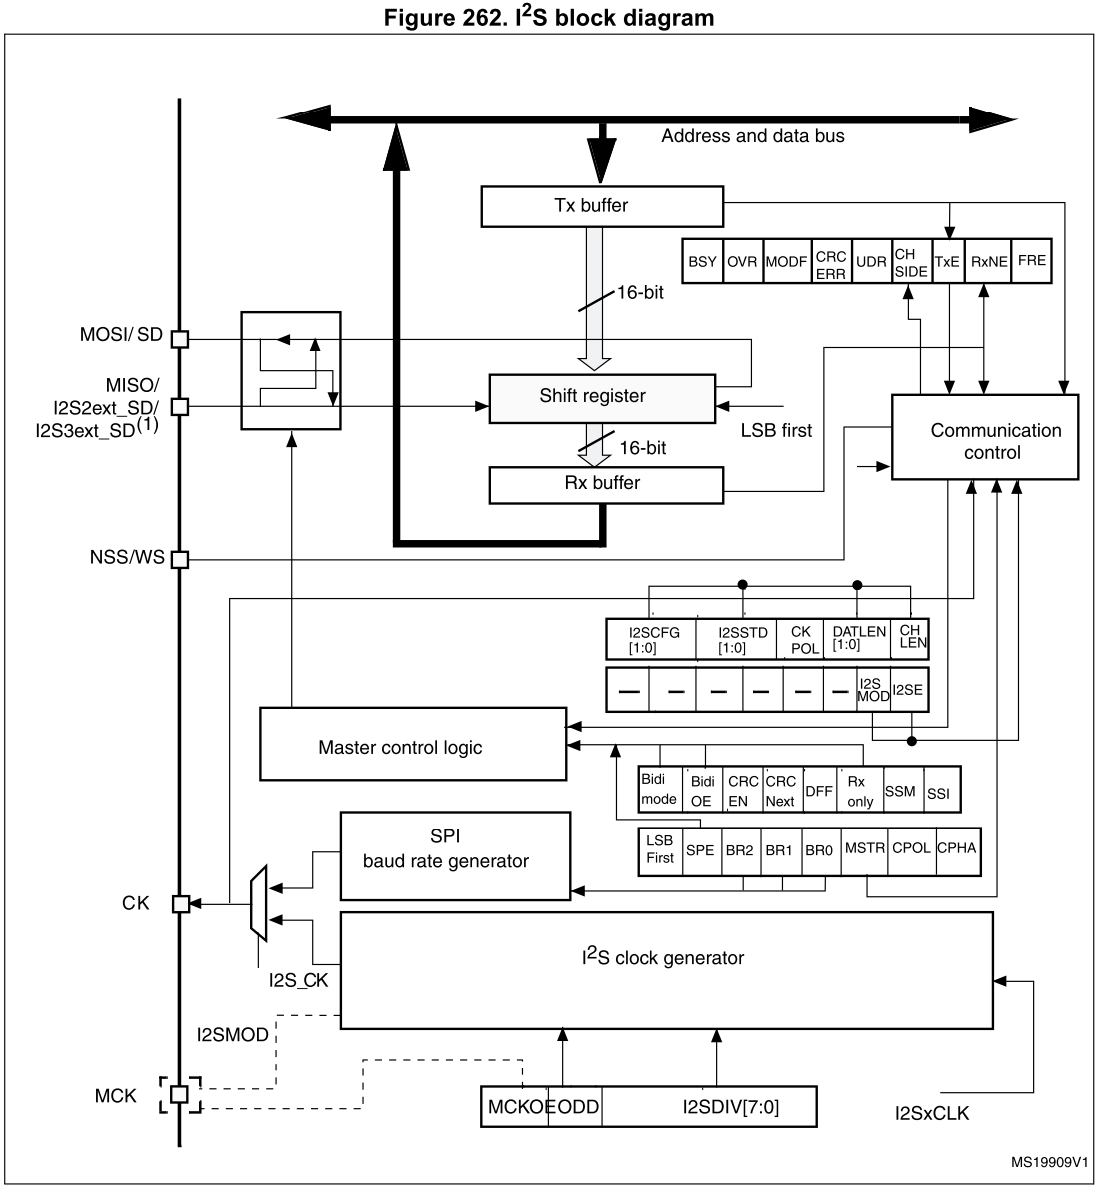 Figure 262. I2S block diagram
Address and data bus
Tx buffer
BSY OVR MODF CRC ERR UDR CH SIDE TxE RxNE FRE
16-bit
MOSI/ SD
MISO/
I2S2ext_SD/
I2S3ext_SD(1)
Shift register
LSB first
16-bit
Communication
control
Rx buffer
NSS/WS
I2SCFG [1:0] I2SSTD [1:0] CK POL DATLEN [1:0] CH LEN
— — — — — — I2S MOD I2SE
Master control logic
Bidi mode Bidi OE CRC EN CRC Next DFF Rx only SSM SSI
LSB First SPE BR2 BR1 BR0 MSTR CPOL CPHA
SPI
baud rate generator
CK
I2S clock generator
I2S_CK
I2SMOD
MCK
MCKOE ODD I2SDIV[7:0]
I2SxCLK
MS19909V1